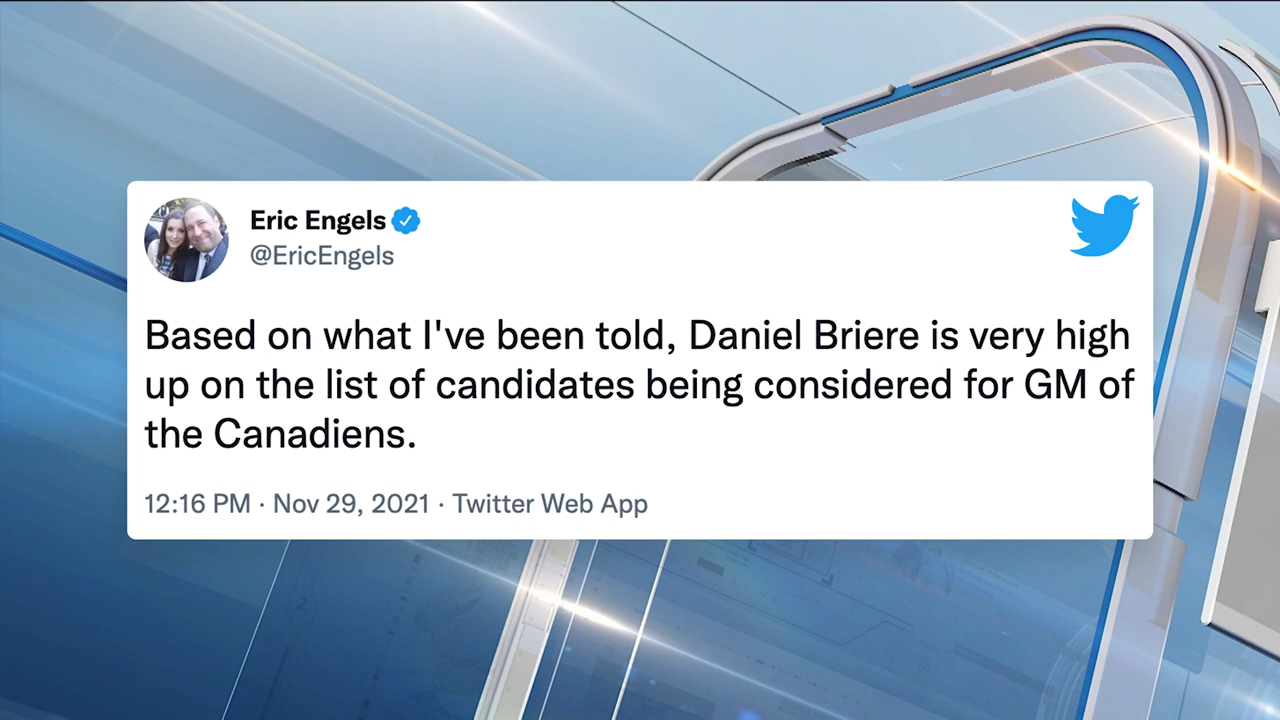 Eric Engels
@EricEngels
Based on what I've been told, Daniel Briere is very high
up on the list of candidates being considered for GM of
the Canadiens.
12:16 PM · Nov 29, 2021 · Twitter Web App